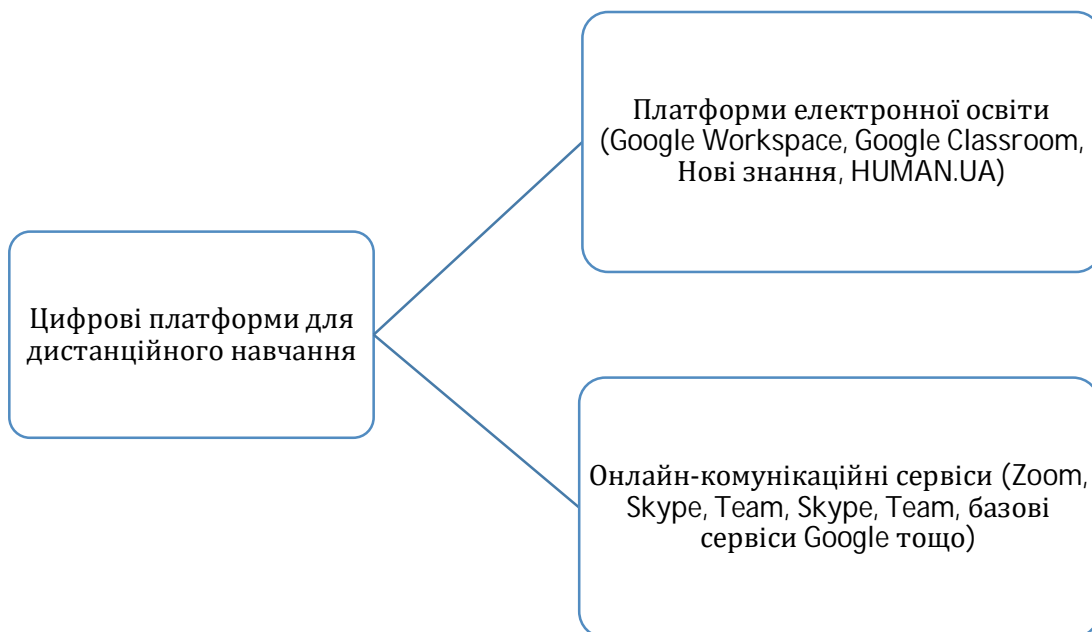 Платформи електронної освіти
(Google Workspace, Google Classroom,
Нові знання, HUMAN.UA)
Цифрові платформи для
дистанційного навчання
Онлайн-комунікаційні сервіси (Zoom,
Skype, Team, Skype, Team, базові
сервіси Google тощо)